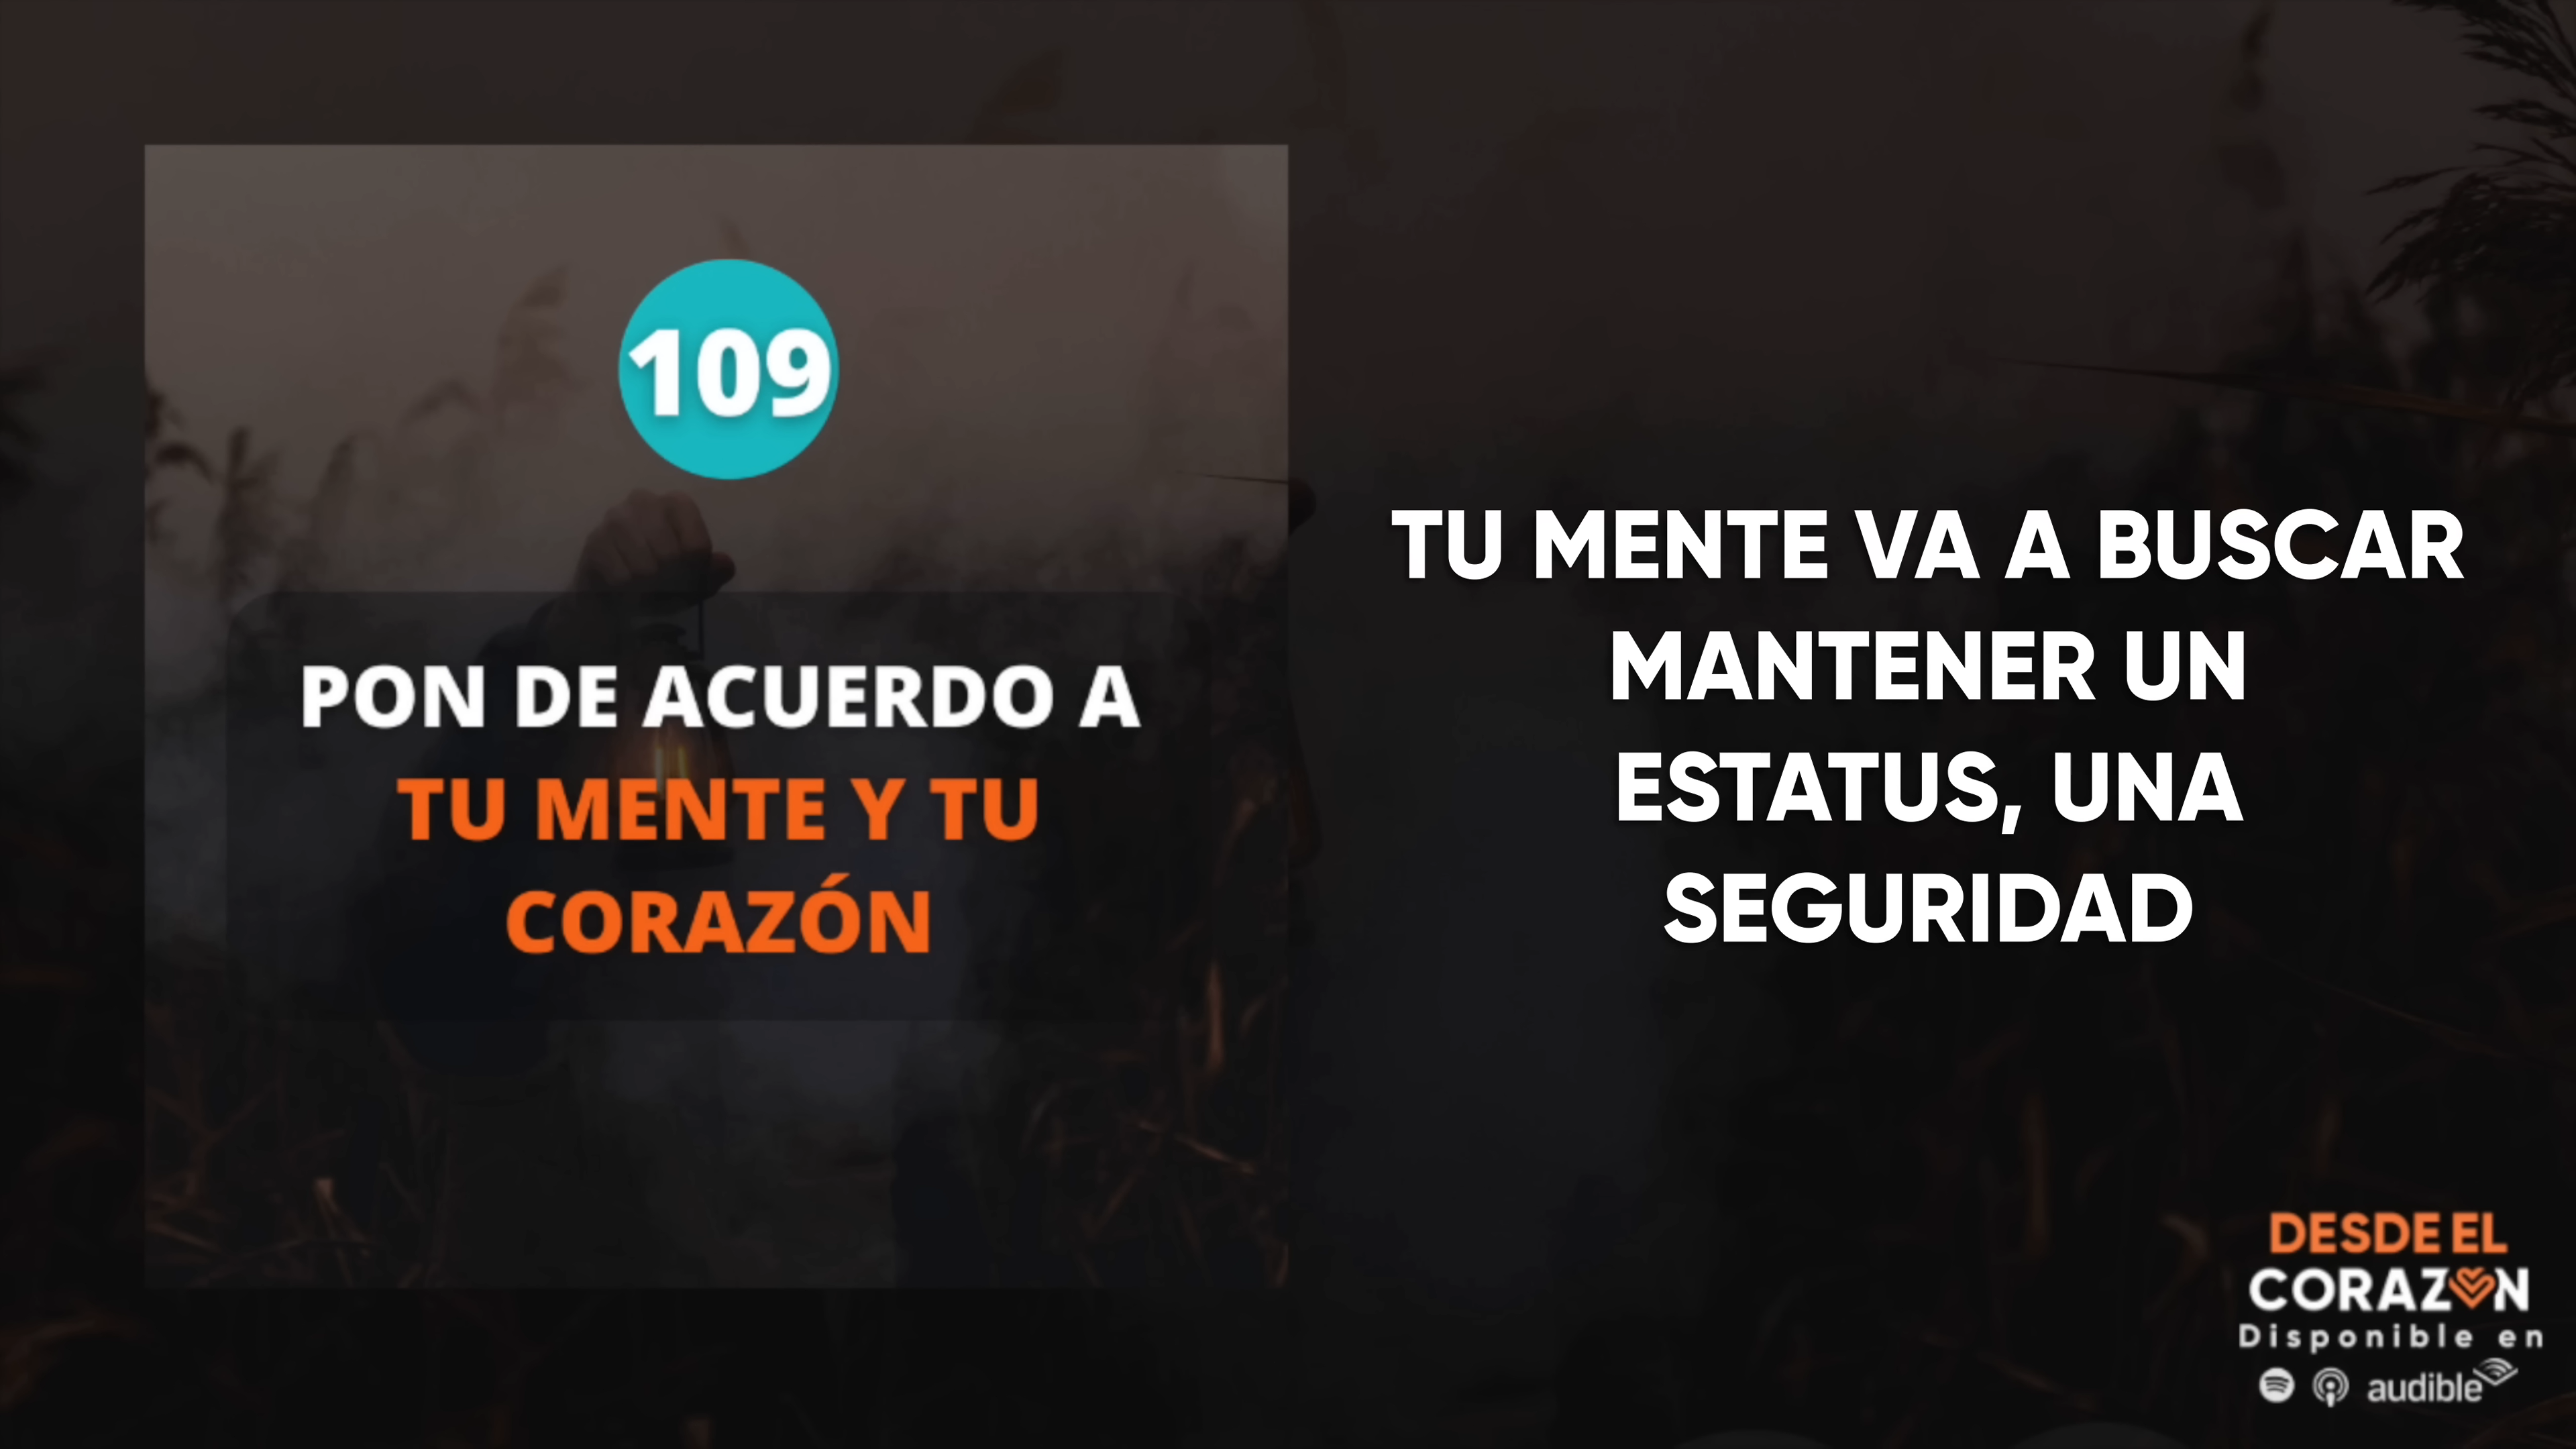 109
PON DE ACUERDO A
TU MENTE Y TU
CORAZÓN
TU MENTE VA A BUSCAR
MANTENER UN
ESTATUS, UNA
SEGURIDAD
DESDE EL
CORAZON
Disponible en
audible